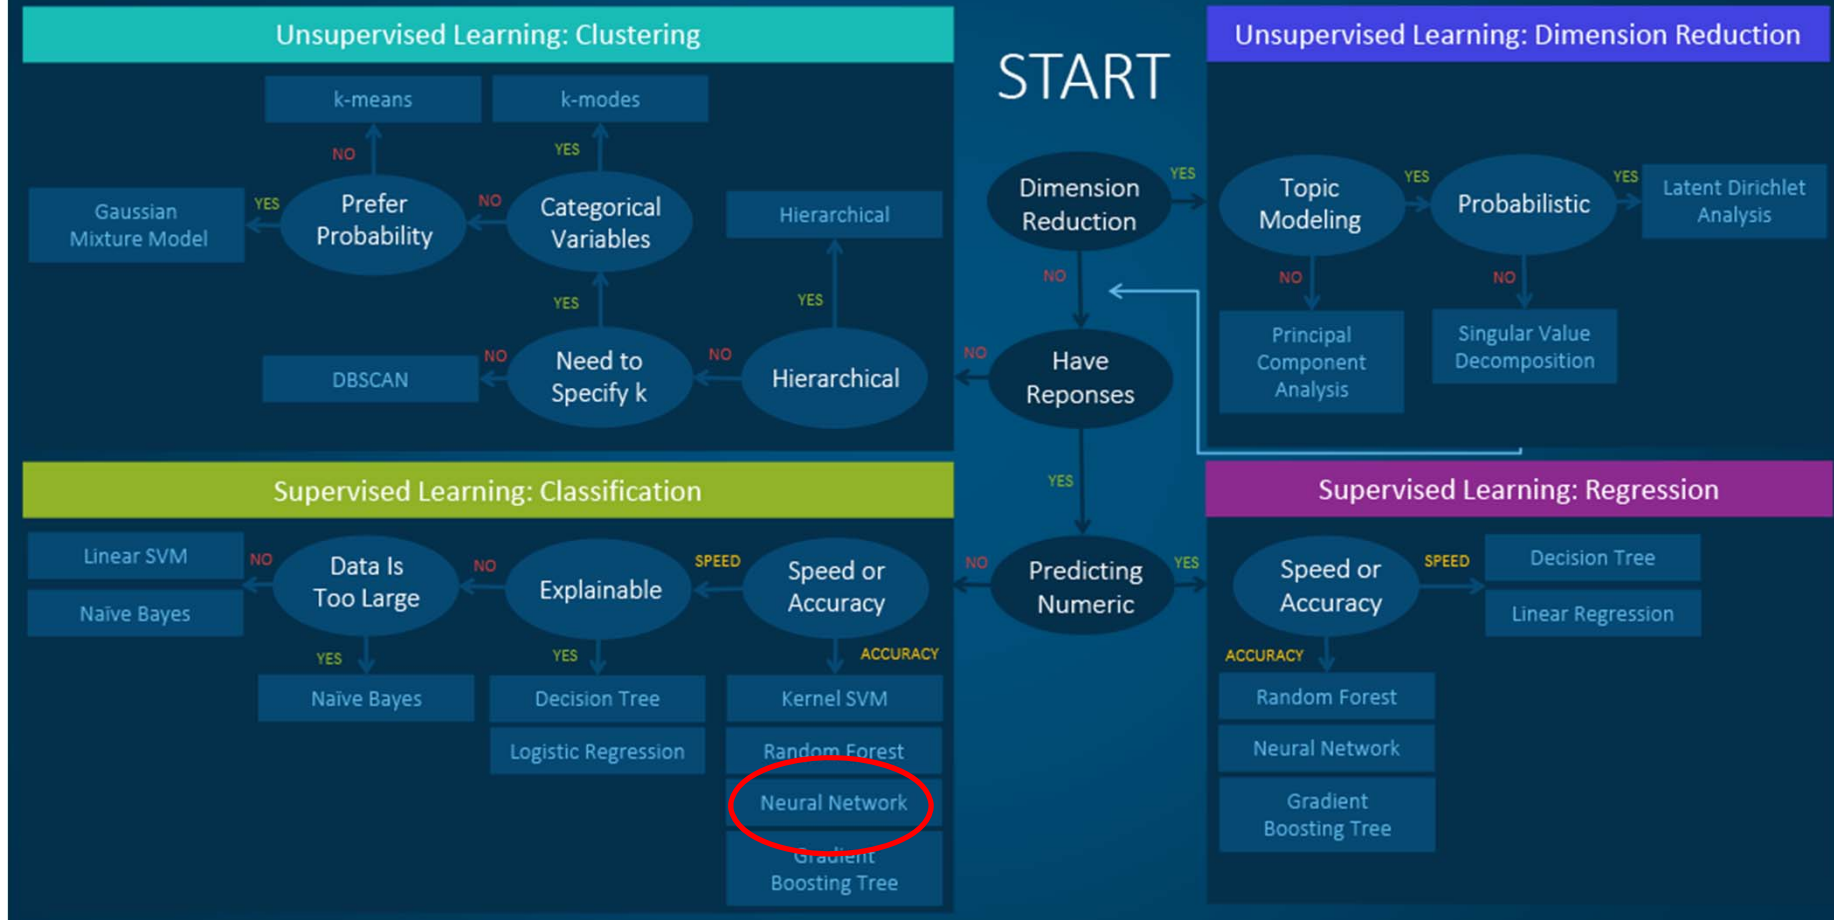 Unsupervised Learning: Clustering
k-means
k-modes
NO
YES
Gaussian
Mixture Model
YES
Prefer
Probability
NO
Categorical
Variables
Hierarchical
YES
YES
DBSCAN
NO
Need to
Specify k
NO
Hierarchical
START
Dimension
Reduction
YES
NO
Have
Reponses
NO
YES
Predicting
Numeric
NO
YES
Unsupervised Learning: Dimension Reduction
Topic
Modeling
YES
Probabilistic
YES
Latent Dirichlet
Analysis
NO
NO
Principal
Component
Analysis
Singular Value
Decomposition
Supervised Learning: Classification
Linear SVM
Naïve Bayes
NO
Data Is
Too Large
NO
Explainable
SPEED
Speed or
Accuracy
YES
YES
ACCURACY
Naïve Bayes
Decision Tree
Logistic Regression
Kernel SVM
Random Forest
Neural Network
Gradient
Boosting Tree
Supervised Learning: Regression
Speed or
Accuracy
SPEED
Decision Tree
Linear Regression
ACCURACY
Random Forest
Neural Network
Gradient
Boosting Tree